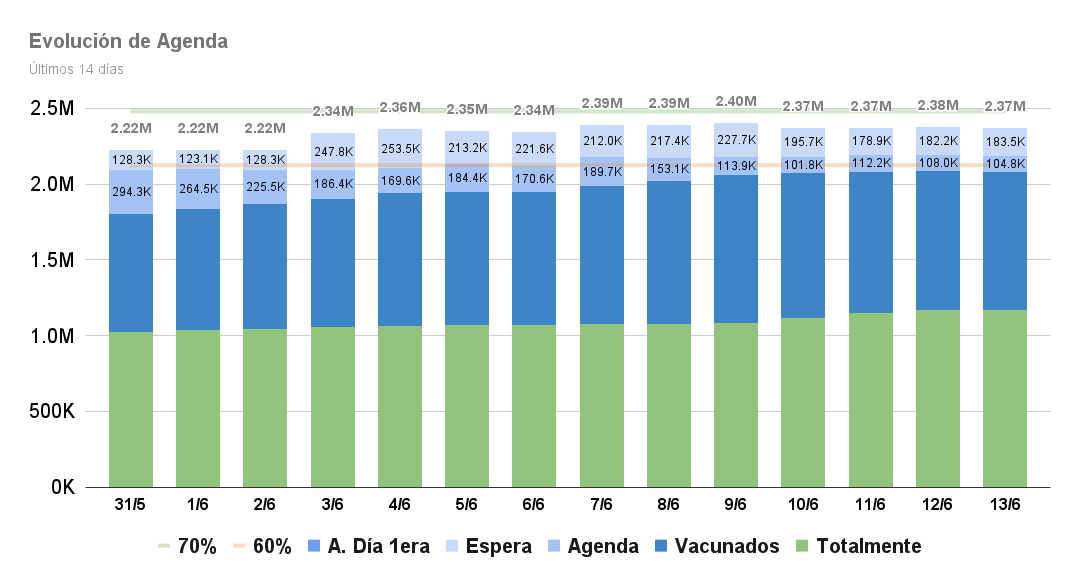 Evolución de Agenda
Últimos 14 días
2.5M
2.0M
1.5M
1.0M
500K
0K
2.22M 2.22M 2.22M 2.34M 2.36M 2.35M 2.34M 2.39M 2.39M 2.40M 2.37M 2.37M 2.38M 2.37M
128.3K 123.1K 128.3K 247.8K 253.5K 213.2K 221.6K 212.0K 217.4K 227.7K 195.7K 178.9K 182.2K 183.5K
294.3K 264.5K 225.5K 186.4K 169.6K 184.4K 170.6K 189.7K 153.1K 113.9K 101.8K 112.2K 108.0K 104.8K
31/5 1/6 2/6 3/6 4/6 5/6 6/6 7/6 8/6 9/6 10/6 11/6 12/6 13/6
70% 60% A. Día 1era Espera Agenda Vacunados Totalmente